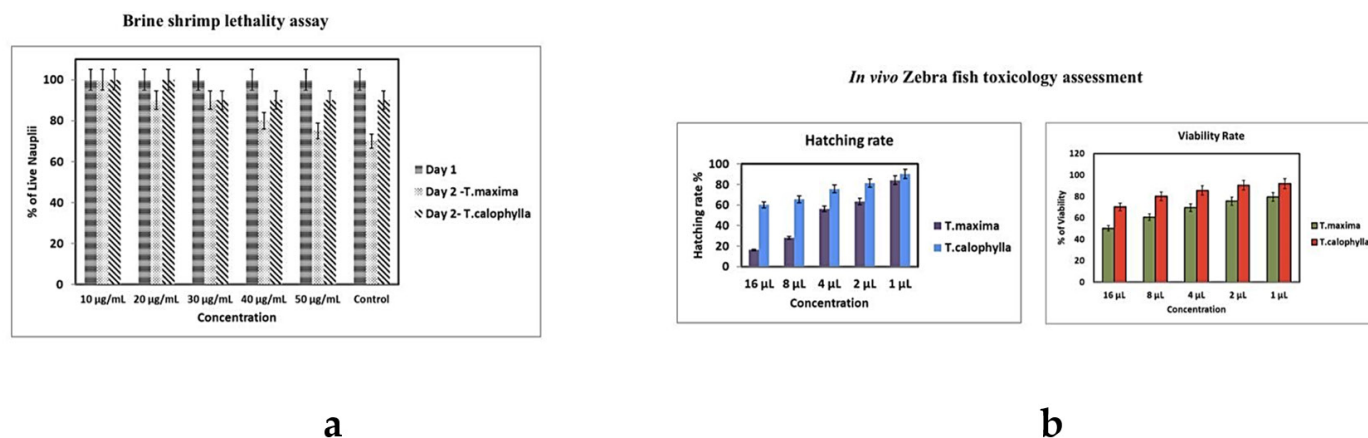 Brine shrimp lethality assay
% of Live Nauplii
100
80
60
40
20
0
10 µg/mL 20 µg/mL 30 µg/mL 40 µg/mL 50 µg/mL Control
Concentration
Day 1
Day 2 -T.maxima
Day 2- T.calophylla
a
In vivo Zebra fish toxicology assessment
Hatching rate
Hatching rate %
100
80
60
40
20
0
16 µL 8 µL 4 µL 2 µL 1 µL
Concentration
T.maxima
T.calophylla
Viability Rate
% of Viability
120
100
80
60
40
20
0
16 µL 8 µL 4 µL 2 µL 1 µL
Concentration
T.maxima
T.calophylla
b